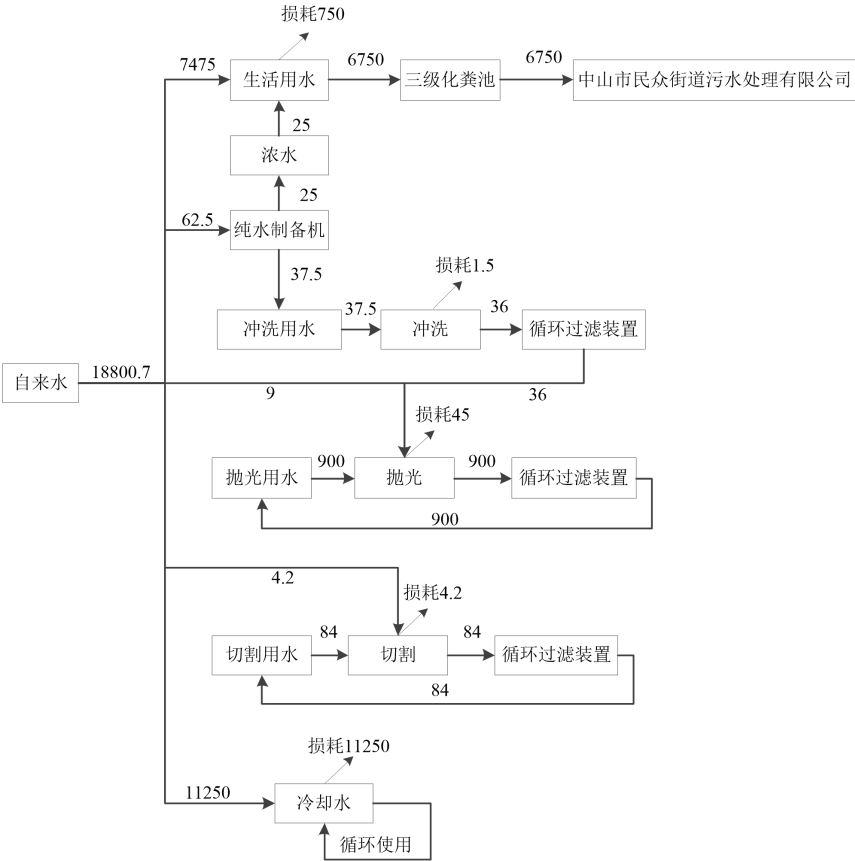 损耗750
7475
生活用水
6750
三级化粪池
6750
中山市民众街道污水处理有限公司
25
浓水
25
62.5
纯水制备机
37.5
损耗1.5
冲洗用水
37.5
冲洗
36
循环过滤装置
自来水
18800.7
9
36
损耗45
抛光用水
900
抛光
900
循环过滤装置
900
4.2
损耗4.2
切割用水
84
切割
84
循环过滤装置
84
损耗11250
11250
冷却水
循环使用